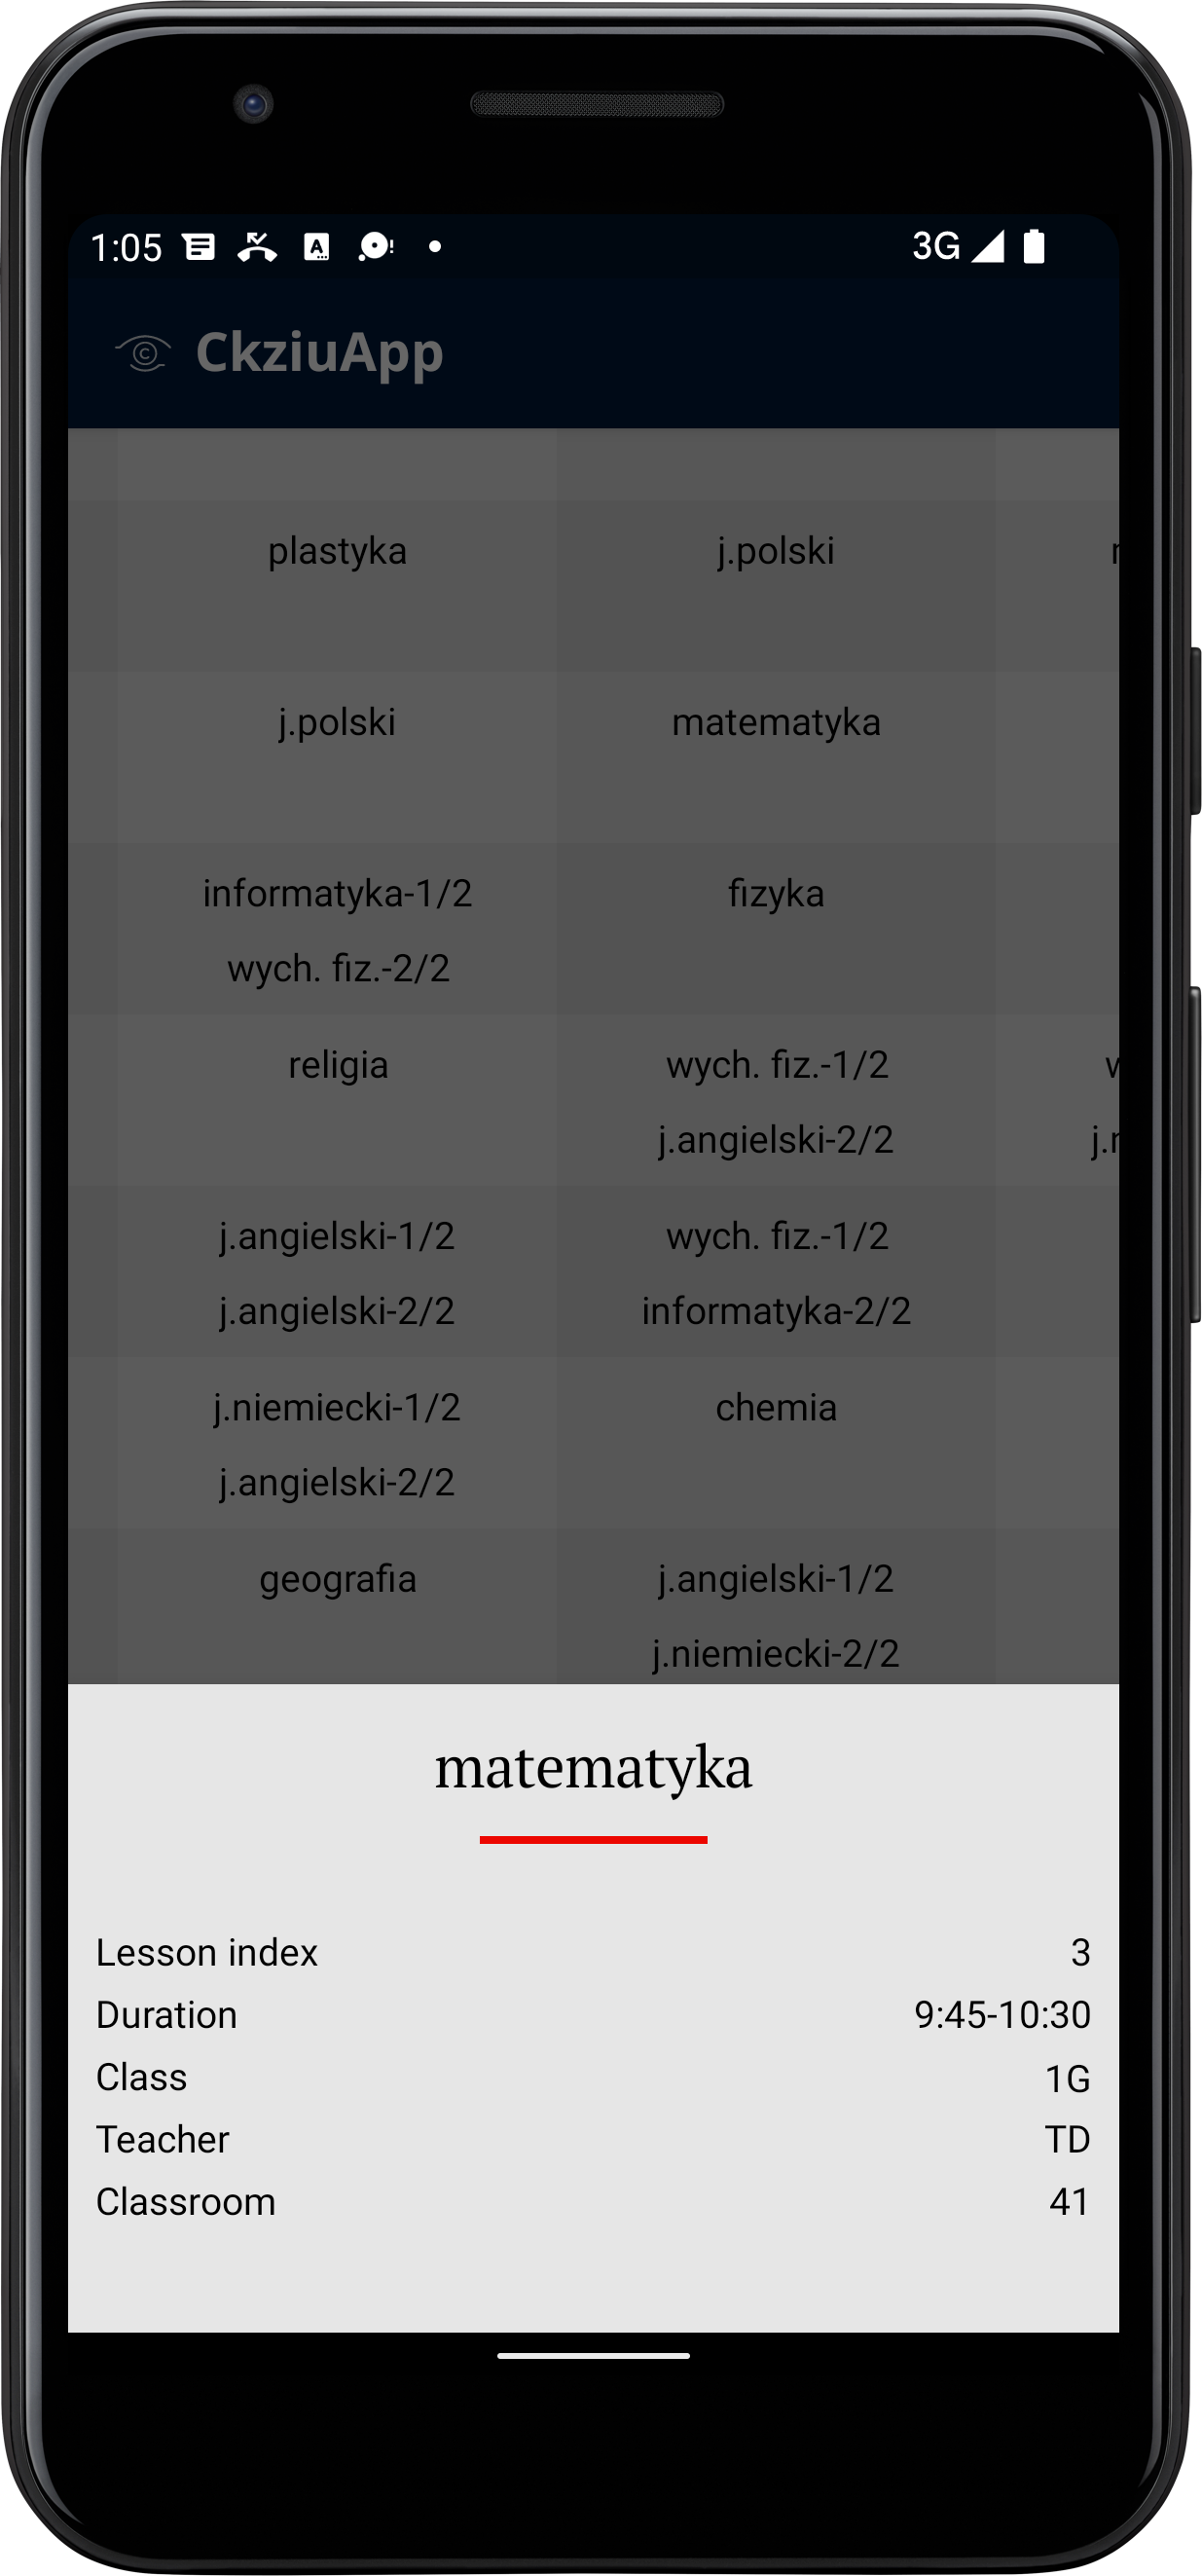 1:05 3G
CkziuApp
plastyka j.polski
j.polski matematyka
informatyka-1/2 fizyka
wych. fiz.-2/2
religia wych. fiz.-1/2
j.angielski-2/2
j.angielski-1/2 wych. fiz.-1/2
j.angielski-2/2 informatyka-2/2
j.niemiecki-1/2 chemia
j.angielski-2/2
geografia j.angielski-1/2
j.niemiecki-2/2
matematyka
Lesson index 3
Duration 9:45-10:30
Class 1G
Teacher TD
Classroom 41